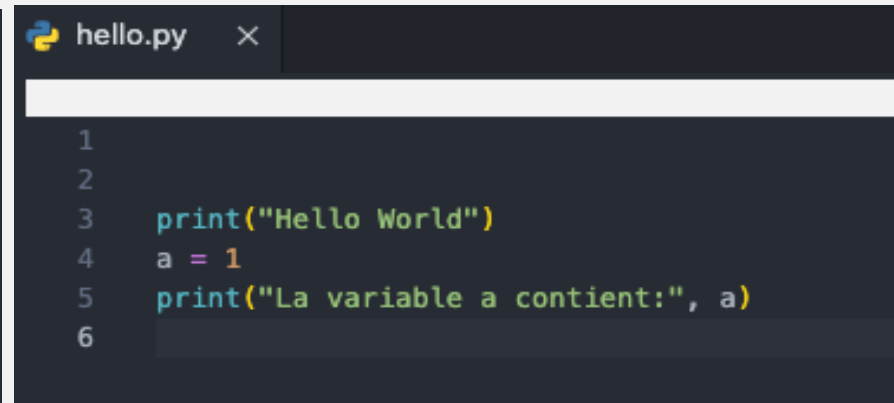 hello.py
1
2
3 print("Hello World")
4 a = 1
5 print("La variable a contient:", a)
6